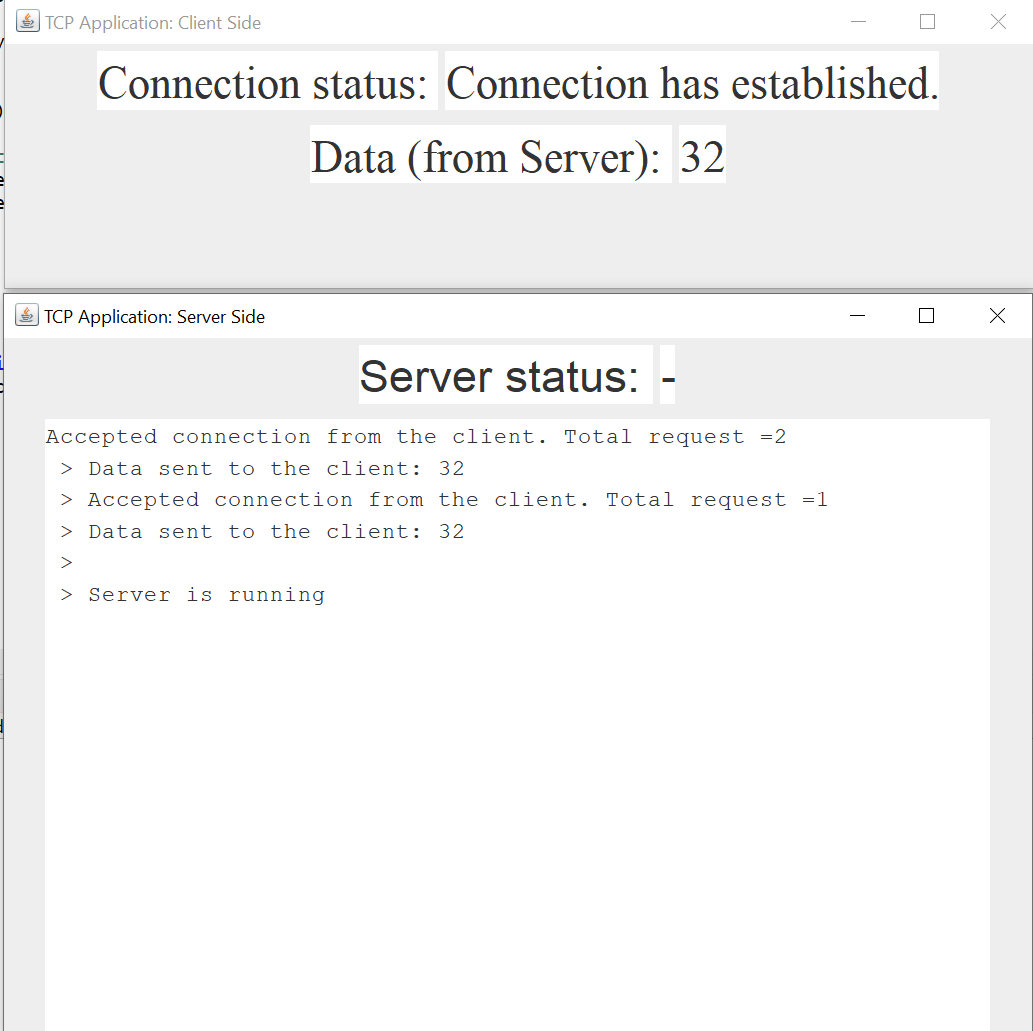 TCP Application: Client Side
Connection status: Connection has established.
Data (from Server): 32
TCP Application: Server Side
Server status: -
Accepted connection from the client. Total request =2
> Data sent to the client: 32
> Accepted connection from the client. Total request =1
> Data sent to the client: 32
>
> Server is running